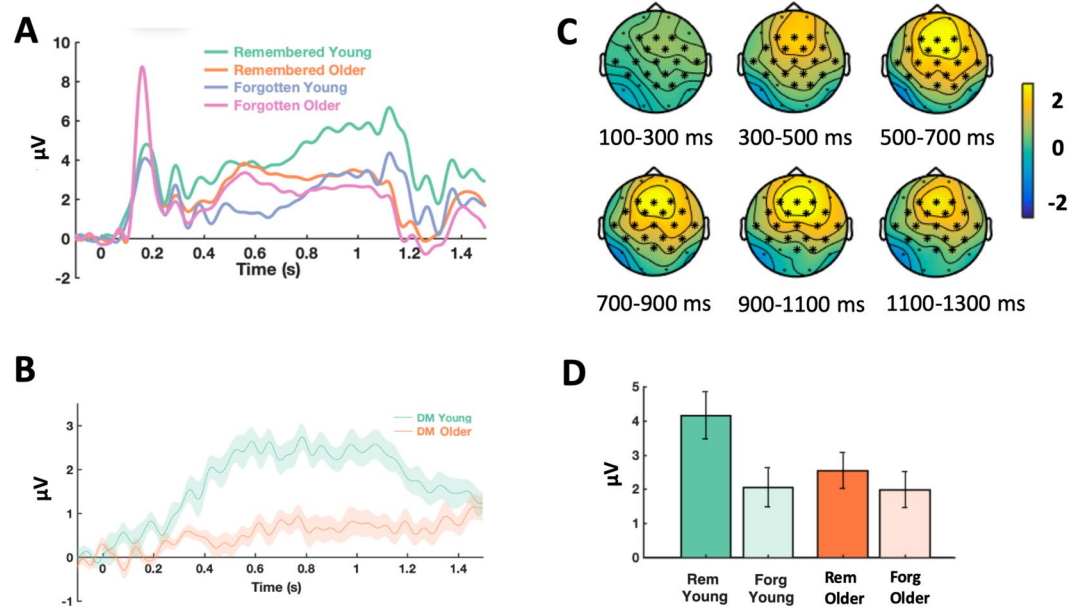 A
μV
10
8
6
4
2
0
-2
Remembered Young
Remembered Older
Forgotten Young
Forgotten Older
0 0.2 0.4 0.6 0.8 1 1.2 1.4
Time (s)
B
μV
3
2
1
0
-1
DM Young
DM Older
0 0.2 0.4 0.6 0.8 1 1.2 1.4
Time (s)
C
100-300 ms 300-500 ms 500-700 ms
700-900 ms 900-1100 ms 1100-1300 ms
2
0
-2
D
μV
5
4
3
2
1
0
Rem Young
Forg Young
Rem Older
Forg Older